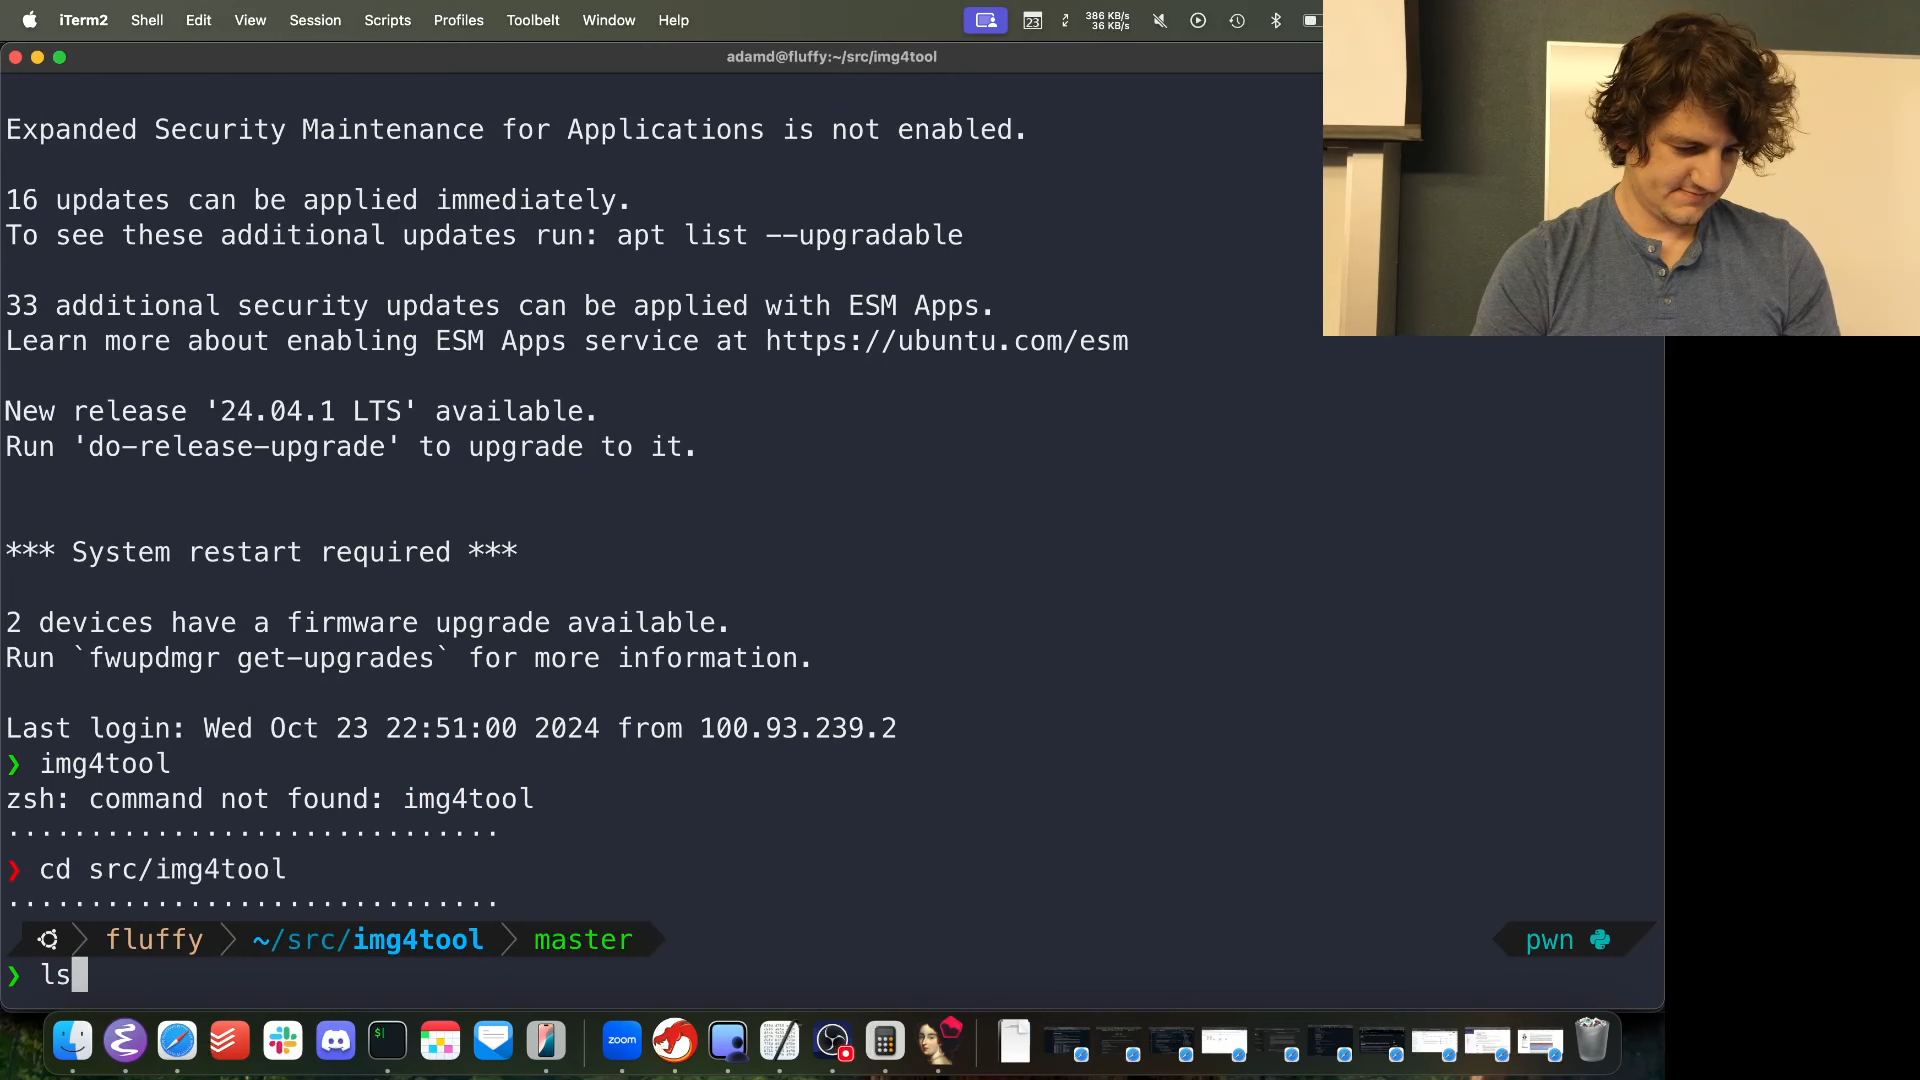 iTerm2 Shell Edit View Session Scripts Profiles Toolbelt Window Help 23 386 KB/s
36 KB/s
adamd@fluffy:~/src/img4tool
Expanded Security Maintenance for Applications is not enabled.
16 updates can be applied immediately.
To see these additional updates run: apt list --upgradable
33 additional security updates can be applied with ESM Apps.
Learn more about enabling ESM Apps service at https://ubuntu.com/esm
New release '24.04.1 LTS' available.
Run 'do-release-upgrade' to upgrade to it.
*** System restart required ***
2 devices have a firmware upgrade available.
Run `fwupdmgr get-upgrades` for more information.
Last login: Wed Oct 23 22:51:00 2024 from 100.93.239.2
❯ img4tool
zsh: command not found: img4tool
..............................
❯ cd src/img4tool
..............................
fluffy ~/src/img4tool master pwn
❯ ls
$
zoom